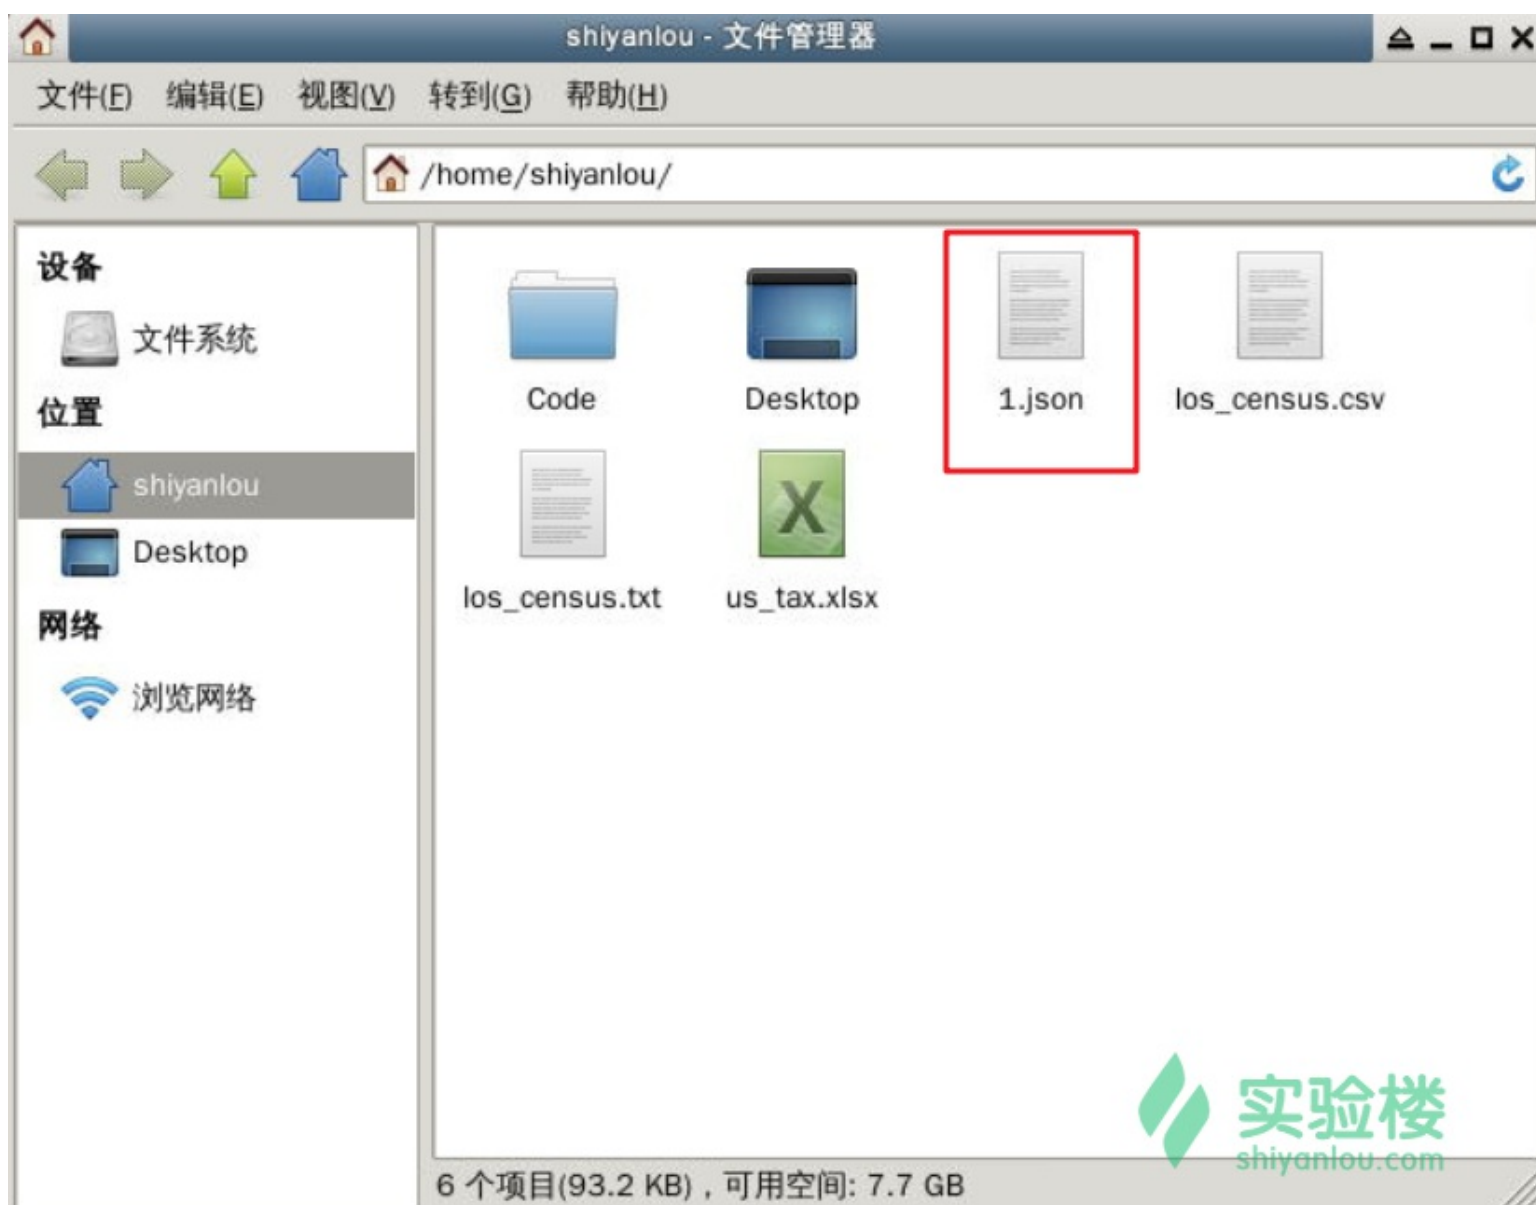 shiyanlou - 文件管理器
文件(F) 编辑(E) 视图(V) 转到(G) 帮助(H)
/home/shiyanlou/
设备
文件系统
位置
shiyanlou
Desktop
网络
浏览网络
Code Desktop 1.json los_census.csv
los_census.txt us_tax.xlsx
X
实验楼
shiyanlou.com
6 个项目(93.2 KB)，可用空间: 7.7 GB